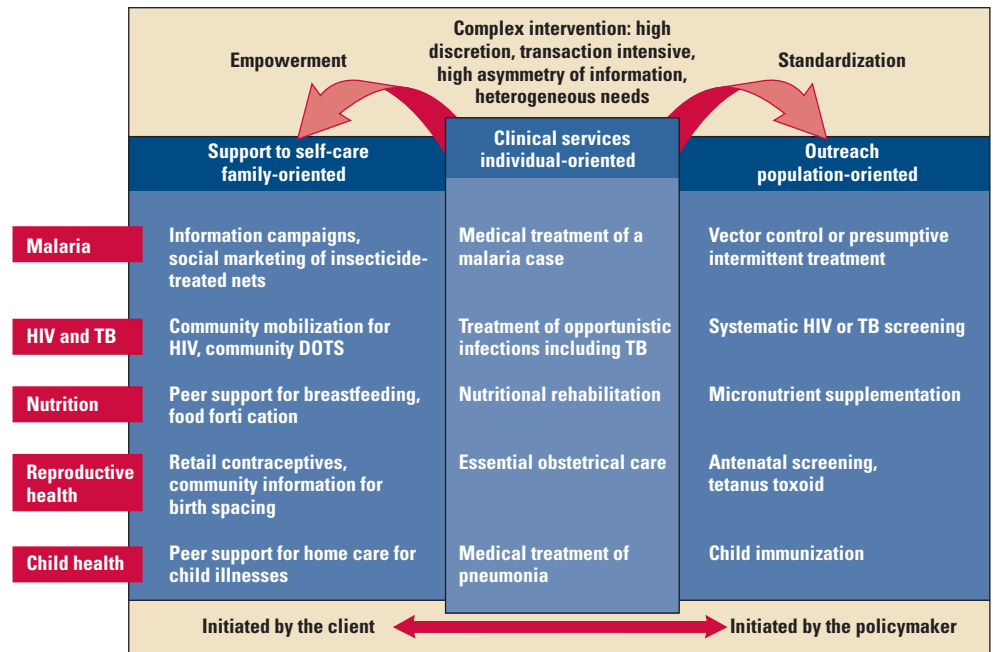 Empowerment
Complex intervention: high
discretion, transaction intensive,
high asymmetry of information,
heterogeneous needs
Standardization
Support to self-care
family-oriented
Clinical services
individual-oriented
Outreach
population-oriented
Malaria
Information campaigns,
social marketing of insecticide-
treated nets
Medical treatment of a
malaria case
Vector control or presumptive
intermittent treatment
HIV and TB
Community mobilization for
HIV, community DOTS
Treatment of opportunistic
infections including TB
Systematic HIV or TB screening
Nutrition
Peer support for breastfeeding,
food forti cation
Nutritional rehabilitation
Micronutrient supplementation
Reproductive
health
Retail contraceptives,
community information for
birth spacing
Essential obstetrical care
Antenatal screening,
tetanus toxoid
Child health
Peer support for home care for
child illnesses
Medical treatment of
pneumonia
Child immunization
Initiated by the client
Initiated by the policymaker